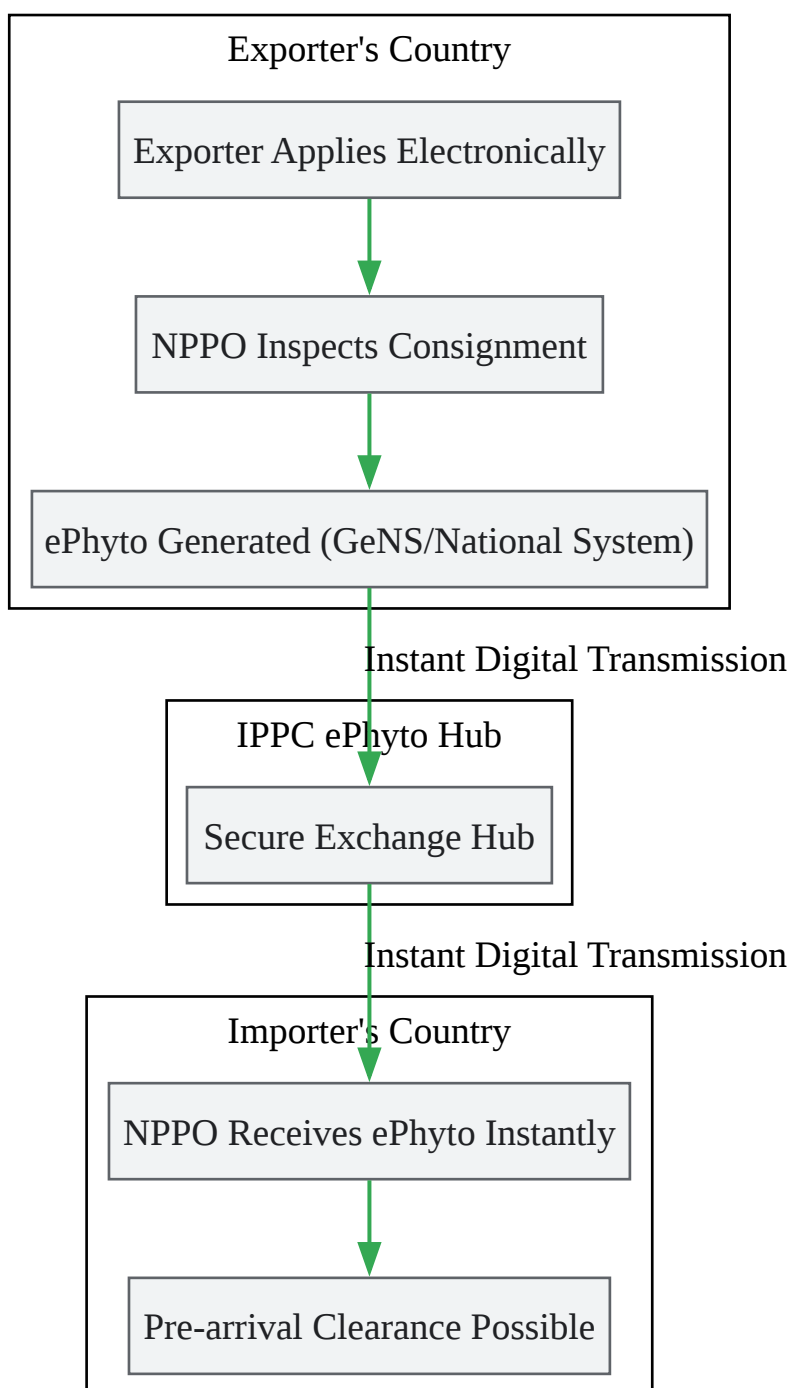 Exporter's Country
Exporter Applies Electronically
NPPO Inspects Consignment
ePhyto Generated (GeNS/National System)
Instant Digital Transmission
IPPC ePhyto Hub
Secure Exchange Hub
Instant Digital Transmission
Importer's Country
NPPO Receives ePhyto Instantly
Pre-arrival Clearance Possible